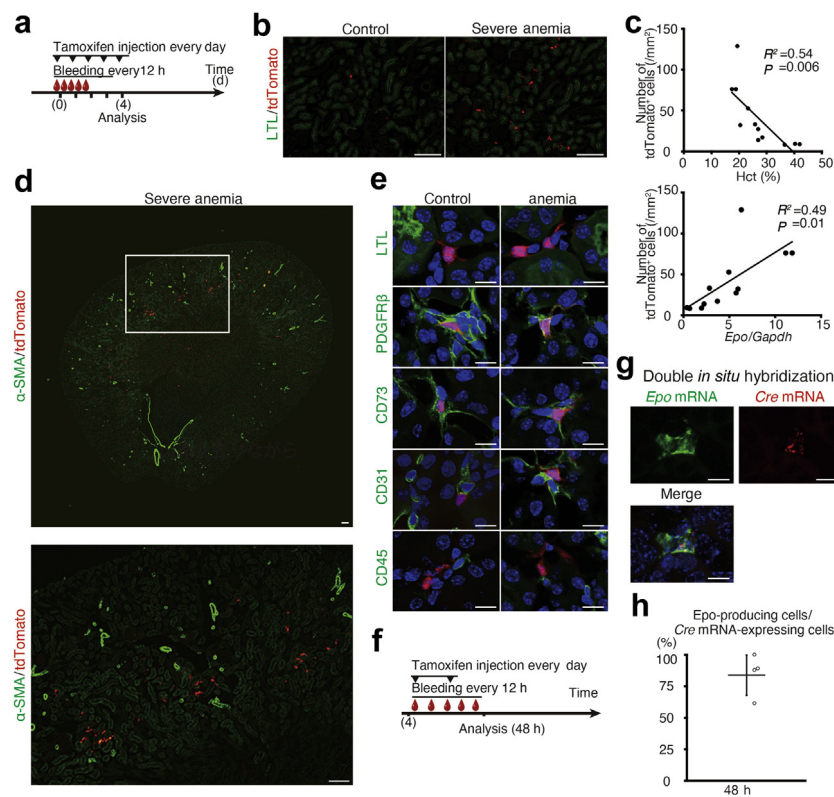 a
Tamoxifen injection every day
Bleeding every12 h
Time
(d)
(0)
(4)
Analysis
b
Control
Severe anemia
LTL/tdTomato
c
Number of
tdTomato+ cells (/mm²)
150
100
50
0
R²=0.54
P =0.006
0 10 20 30 40 50
Hct (%)
Number of
tdTomato+ cells (/mm²)
150
100
50
0
R²=0.49
P =0.01
0 5 10 15
Epo/Gapdh
d
Severe anemia
α-SMA/tdTomato
α-SMA/tdTomato
e
Control
anemia
LTL
PDGFRβ
CD73
CD31
CD45
f
Tamoxifen injection every day
Bleeding every 12 h
Time
(4)
Analysis (48 h)
g
Double in situ hybridization
Epo mRNA
Cre mRNA
Merge
h
Epo-producing cells/
Cre mRNA-expressing cells
(%)
100
75
50
25
0
48 h